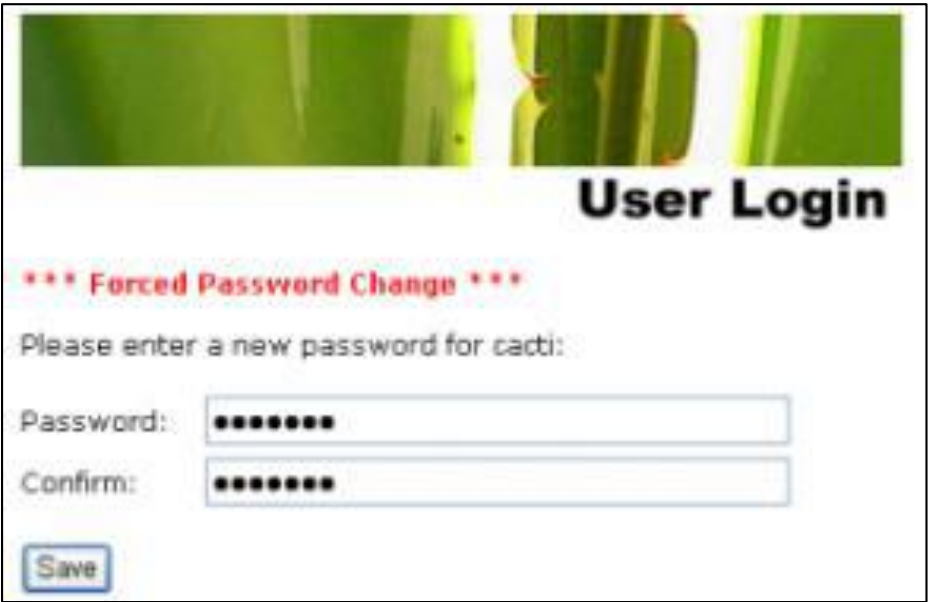 User Login
*** Forced Password Change ***
Please enter a new password for cacti:
Password: •••••••
Confirm: •••••••
Save